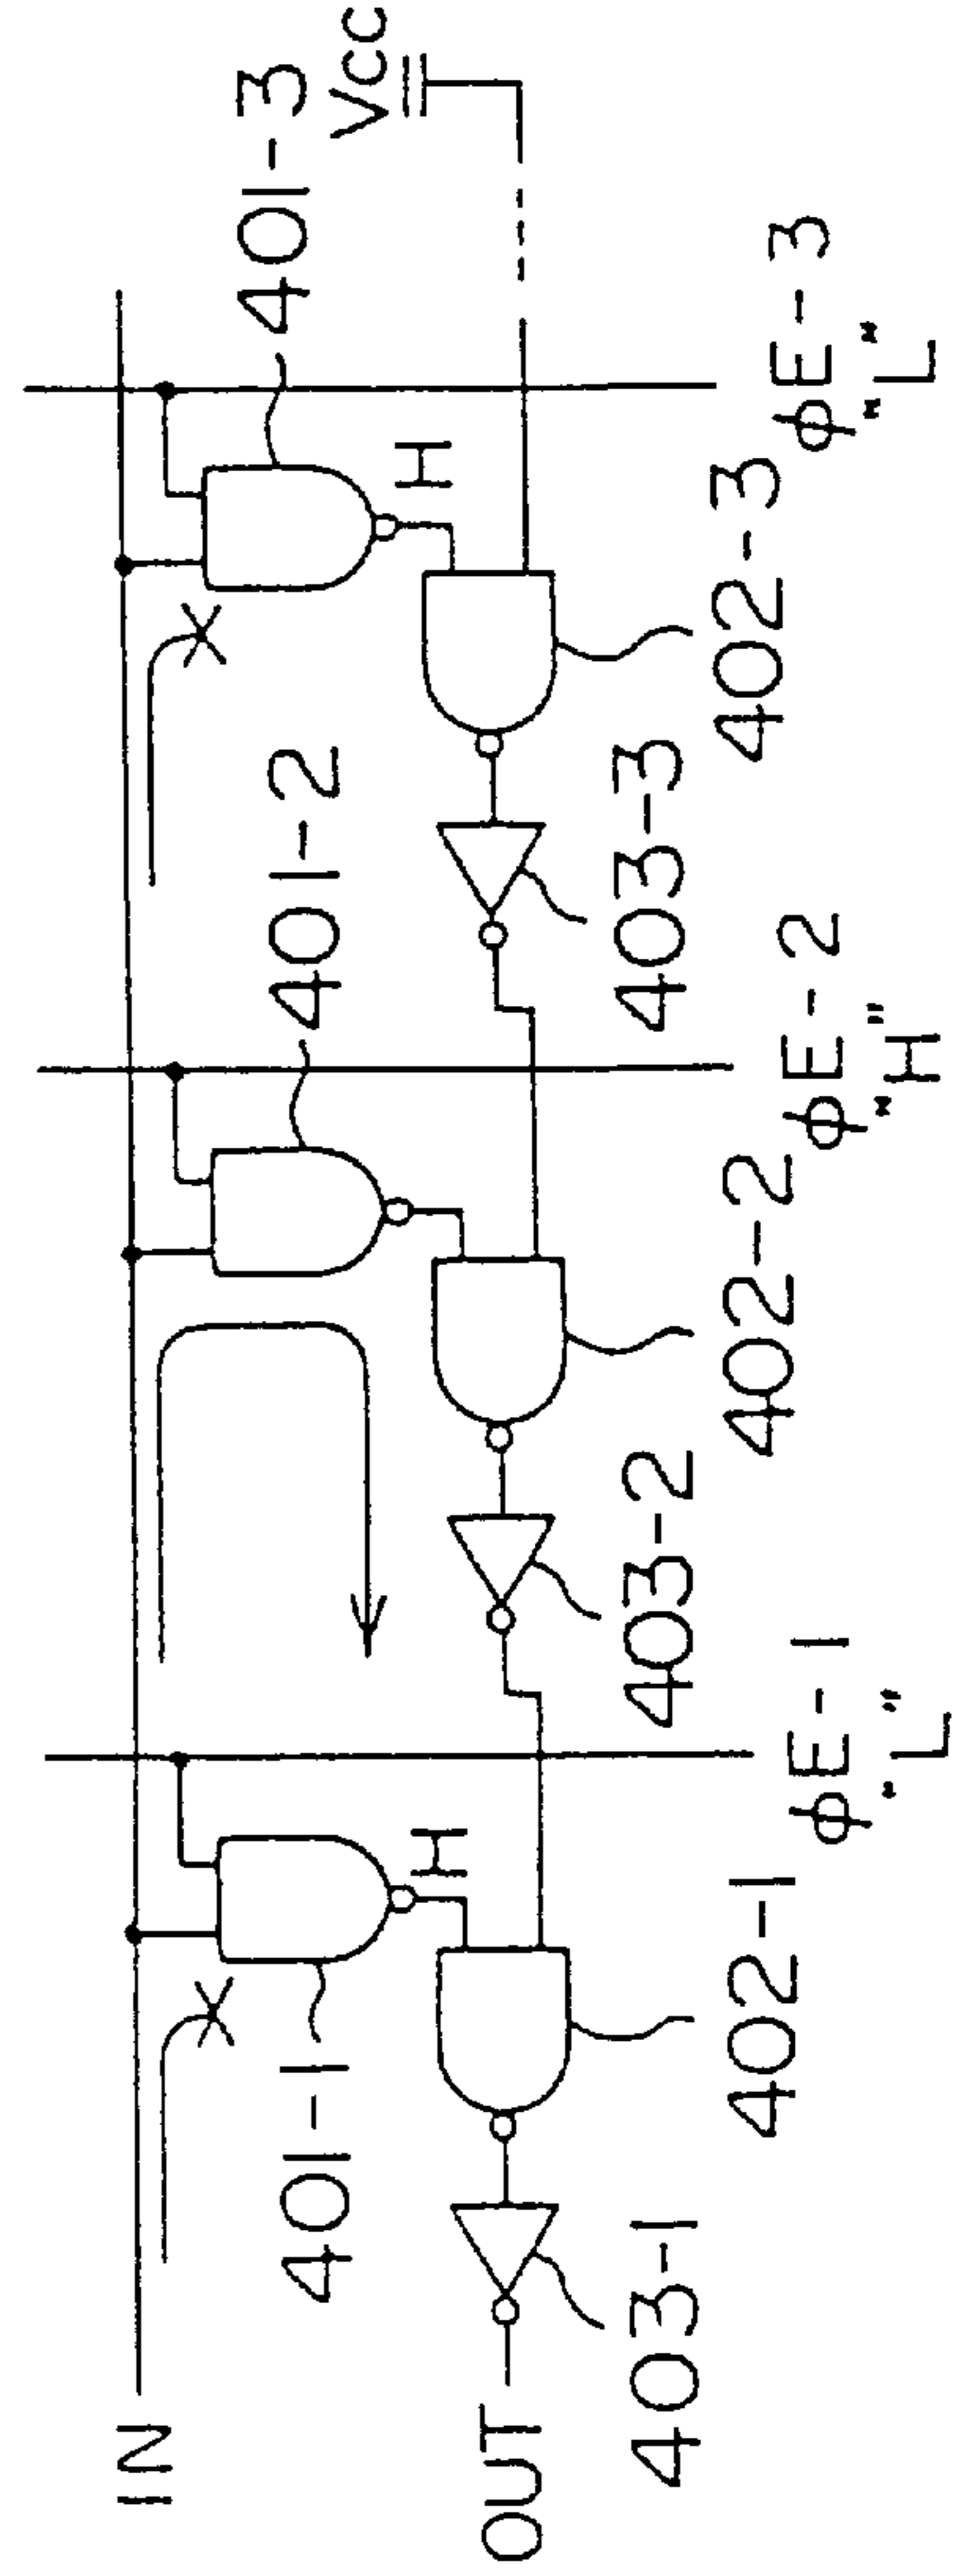 IN
401-1
401-2
401-3
Vcc
H
H
OUT
403-1
402-1
φE-1
"L"
403-2
402-2
φE-2
"H"
403-3
402-3
φE-3
"L"